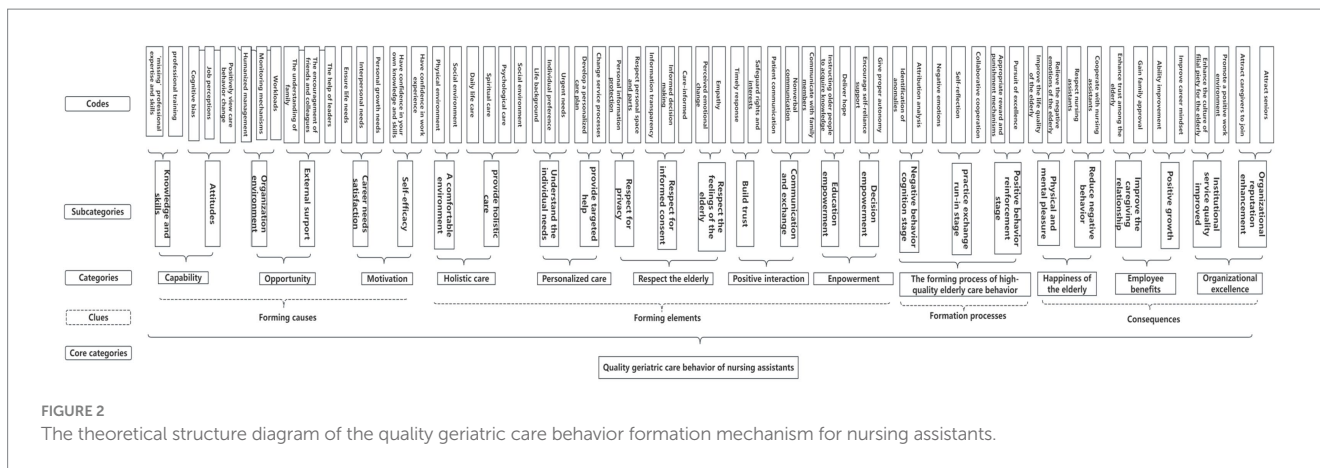 Codes
'missing' professional
expertise and skills
professional training
Cognitive bias
Job perceptions
Positively view care
behavior change
Humanized management
Monitoring mechanisms
Workloads
The understanding of
family
The encouragement of
friends and colleagues
The help of leaders
Ensure life needs
Interpersonal needs
Personal growth needs
Have confidence in your
own knowledge and skills
Have confidence in work
experience
Physical environment
Social environment
Daily life care
Spiritual care
Psychological care
Social environment
Life background
Individual preference
Urgent needs
Develop a personalized
care plan
Change service processes
Personal information
protection
Respect personal space
and parts
Information transparency
Informed decision
making
Care-informed
Perceived emotional
change
Empathy
Timely response
Safeguard rights and
interests
Patient communication
Nonverbal
communication
Communicate with family
members
Instructing older people
to acquire knowledge
Deliver hope
Encourage self-reliance
support
Give proper autonomy
Identification of
anomalies
Attribution analysis
Negative emotions
Self-reflection
Collaborative cooperation
Appropriate reward and
punishment mechanisms
Pursuit of excellence
Improve the life quality
of the elderly
Relieve the negative
emotions of the elderly
Respect nursing
assistants
Cooperate with nursing
assistants
Enhance trust among the
elderly
Gain family approval
Ability improvement
Improve career mindset
Enhance the culture of
filial piety for the elderly
Promote a positive work
environment
Attract caregivers to join
Attract seniors
Subcategories
Knowledge and
skills
Attitudes
Organization
environment
External support
Career needs
satisfaction
Self-efficacy
A comfortable
environment
provide holistic
care
Understand the
individual needs
provide targeted
help
Respect for
privacy
Respect for
informed consent
Respect the
feelings of the
elderly
Build trust
Communication
and exchange
Education
empowerment
Decision
empowerment
Negative behavior
cognition stage
practice exchange
run-in stage
Positive behavior
reinforcement
stage
Physical and
mental pleasure
Reduce negative
behavior
Improve the
caregiving
relationship
Positive growth
Institutional
service quality
improved
Organizational
reputation
enhancement
Categories
Capability
Opportunity
Motivation
Holistic care
Personalized care
Respect the elderly
Positive interaction
Empowerment
The forming process of high-
quality elderly care behavior
Happiness of
the elderly
Employee
benefits
Organizational
excellence
Clues
Forming causes
Forming elements
Formation processes
Consequences
Core categories
Quality geriatric care behavior of nursing assistants
FIGURE 2
The theoretical structure diagram of the quality geriatric care behavior formation mechanism for nursing assistants.